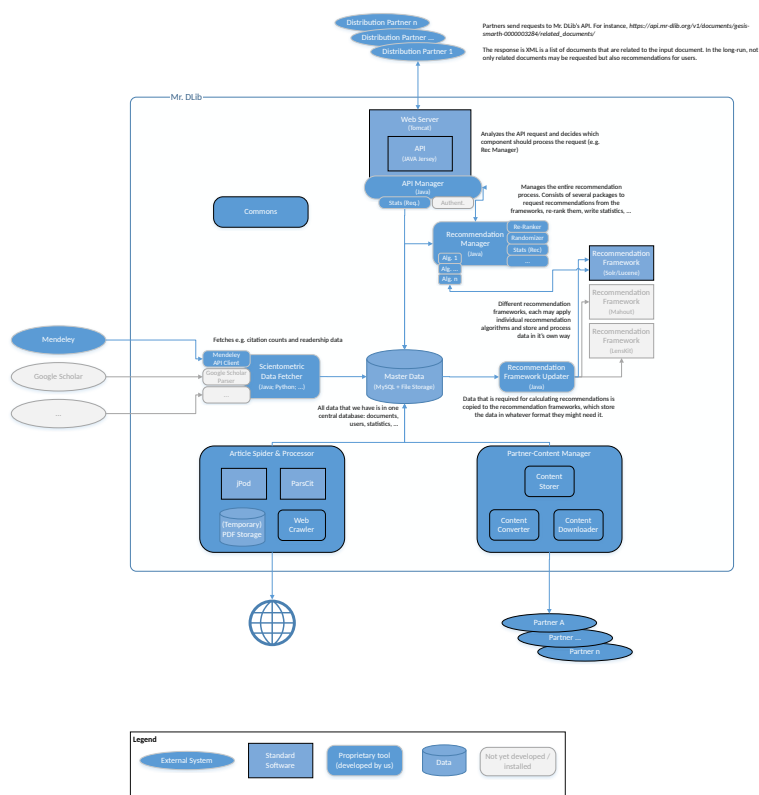 Distribution Partner n
Distribution Partner ...
Distribution Partner 1
Partners send requests to Mr. DLib's API. For instance, https://api.mr-dlib.org/v1/documents/gesis-
smarth-0000003284/related_documents/
The response is XML is a list of documents that are related to the input document. In the long-run, not
only related documents may be requested but also recommendations for users.
Mr. DLib
Web Server
(Tomcat)
API
(JAVA Jersey)
Analyzes the API request and decides which
component should process the request (e.g.
Rec Manager)
API Manager
(Java)
Stats (Req.)
Authent.
Manages the entire recommendation
process. Consists of several packages to
request recommendations from the
frameworks, re-rank them, write statistics, ...
Commons
Recommendation
Manager
(Java)
Re-Ranker
Randomizer
Stats (Rec)
...
Alg. 1
Alg. ...
Alg. n
Recommendation
Framework
(Solr/Lucene)
Recommendation
Framework
(Mahout)
Recommendation
Framework
(LensKit)
Different recommendation
frameworks, each may apply
individual recommendation
algorithms and store and process
data in it's own way
Mendeley
Google Scholar
...
Fetches e.g. citation counts and readership data
Mendeley
API Client
Google Scholar
Parser
...
Scientometric
Data Fetcher
(Java; Python; ...)
Master Data
(MySQL + File Storage)
Recommendation
Framework Updater
(Java)
All data that we have is in one
central database: documents,
users, statistics, ...
Data that is required for calculating recommendations is
copied to the recommendation frameworks, which store
the data in whatever format they might need it.
Article Spider & Processor
jPod
ParsCit
(Temporary)
PDF Storage
Web
Crawler
Partner-Content Manager
Content
Storer
Content
Converter
Content
Downloader
Partner A
Partner ...
Partner n
Legend
External System
Standard
Software
Proprietary tool
(developed by us)
Data
Not yet developed /
installed